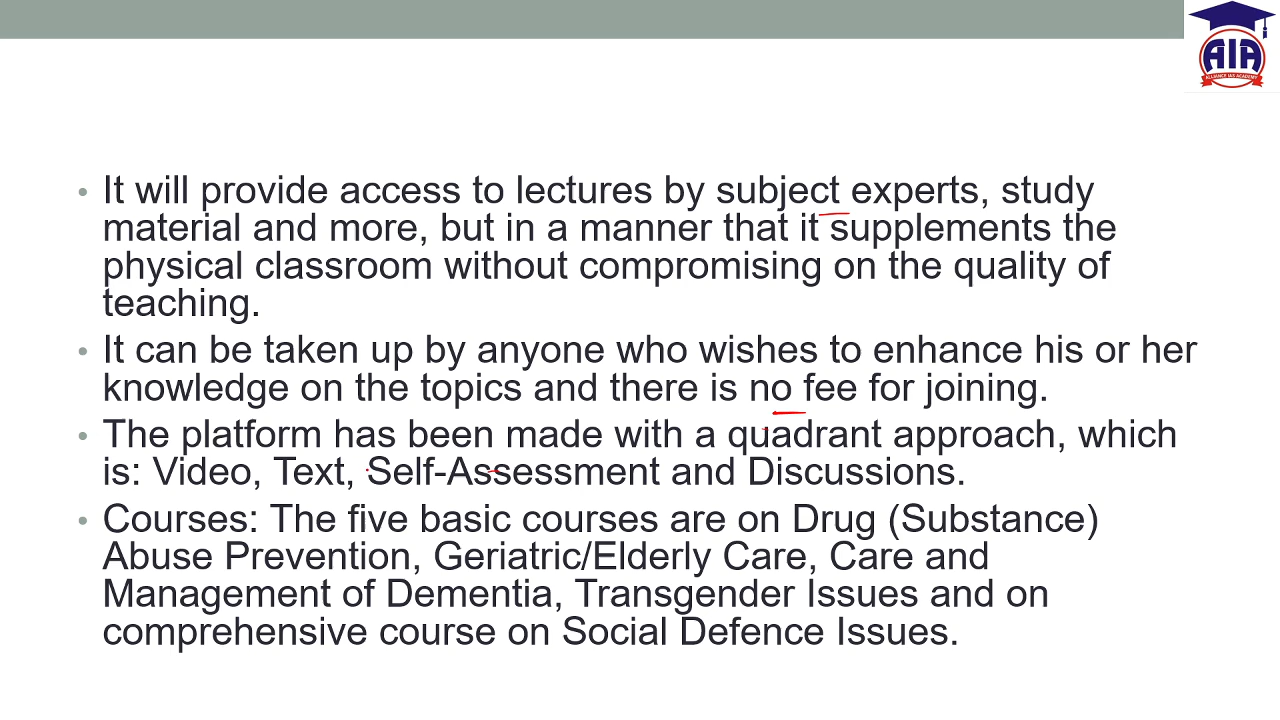 AIA
ALLIANCE IAS ACADEMY
• It will provide access to lectures by subject experts, study
material and more, but in a manner that it supplements the
physical classroom without compromising on the quality of
teaching.
• It can be taken up by anyone who wishes to enhance his or her
knowledge on the topics and there is no fee for joining.
• The platform has been made with a quadrant approach, which
is: Video, Text, Self-Assessment and Discussions.
• Courses: The five basic courses are on Drug (Substance)
Abuse Prevention, Geriatric/Elderly Care, Care and
Management of Dementia, Transgender Issues and on
comprehensive course on Social Defence Issues.